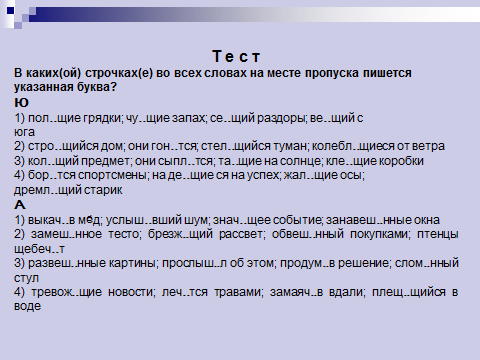 Т е с т
В каких(ой) строчках(е) во всех словах на месте пропуска пишется
указанная буква?
Ю
1) пол..щие грядки; чу..щие запах; се..щий раздоры; ве..щий с
юга
2) стро..щийся дом; они гон..тся; стел..щийся туман; колебл..щиеся от ветра
3) кол..щий предмет; они сыпл..тся; та..щие на солнце; кле..щие коробки
4) бор..тся спортсмены; на де..щие ся на успех; жал..щие осы;
дремл..щий старик
А
1) выкач..в мёд; услыш..вший шум; знач..щее событие; занавеш..нные окна
2) замеш..нное тесто; брезж..щий рассвет; обвеш..нный покупками; птенцы
щебеч..т
3) развеш..нные картины; прослыш..л об этом; продум..в решение; слом..нный
стул
4) тревож..щие новости; леч..тся травами; замаяч..в вдали; плещ..щийся в
воде